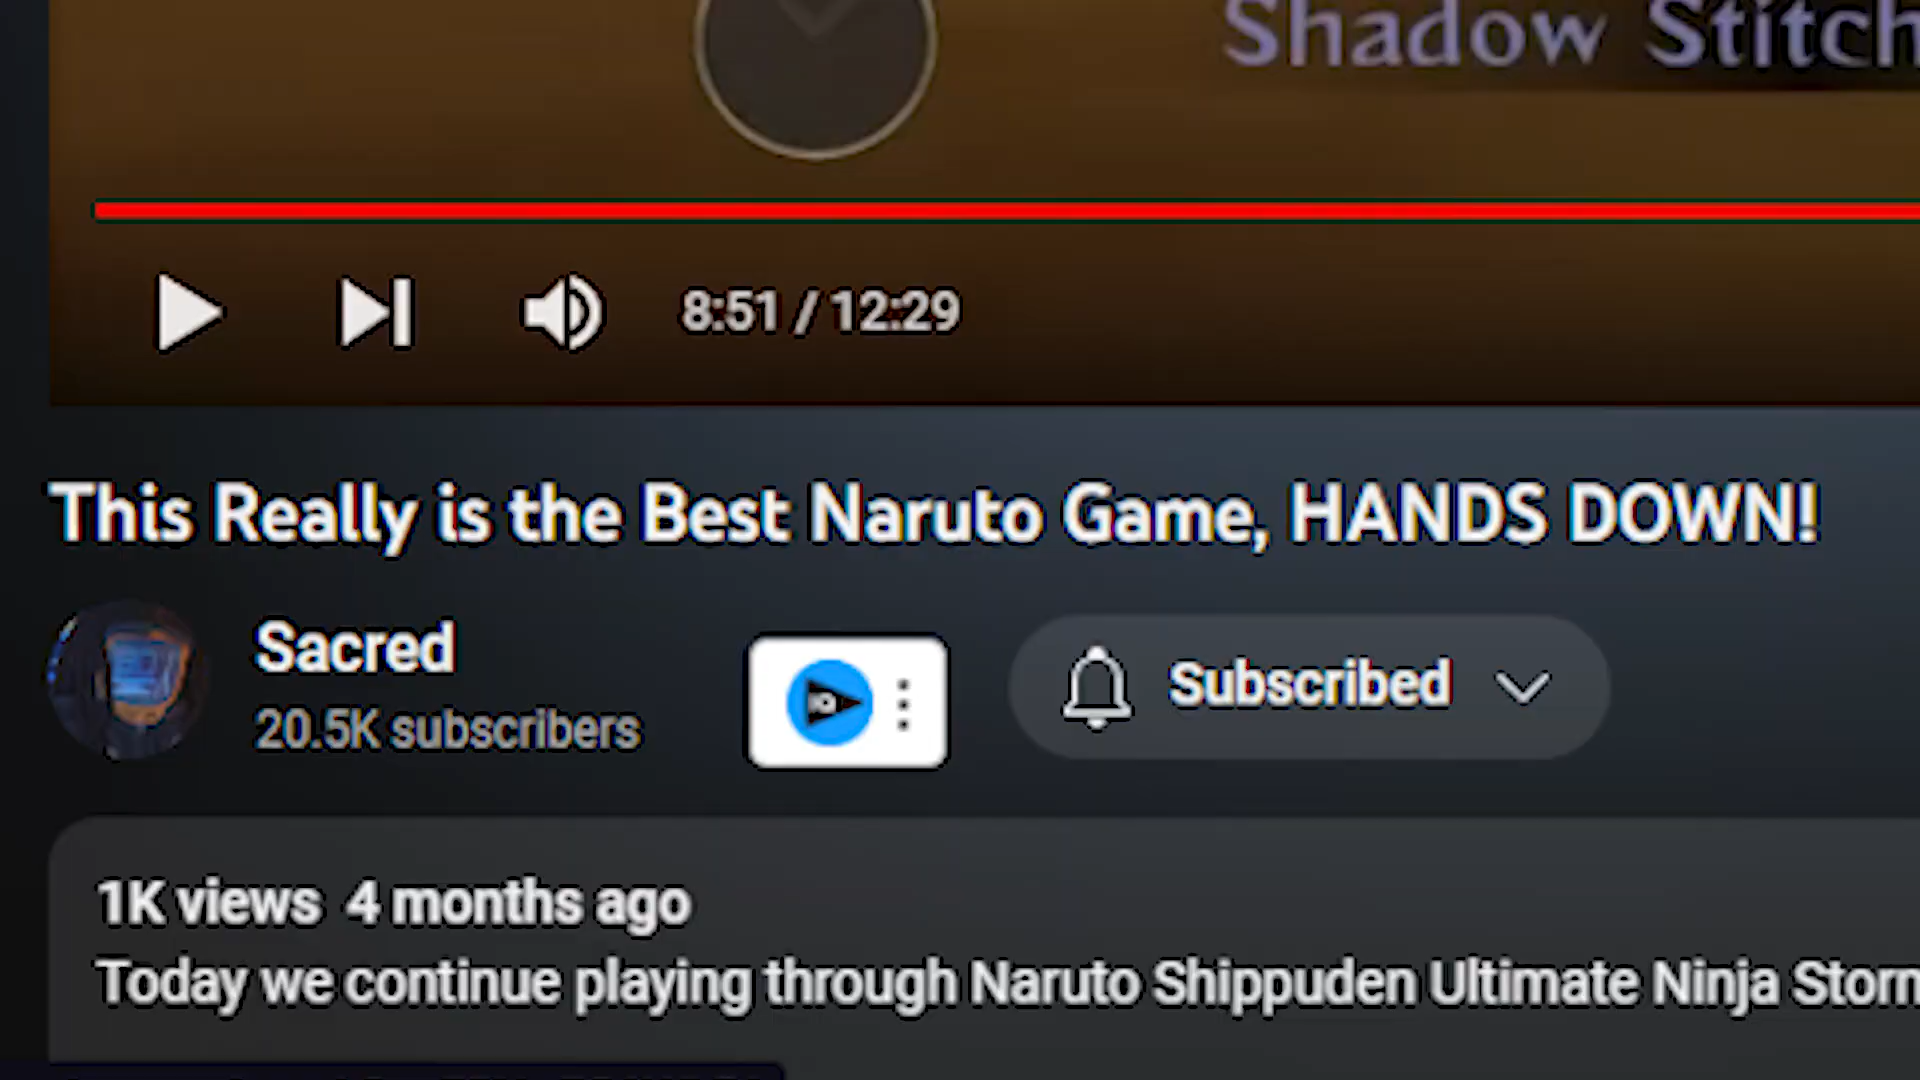 Shadow Stitch
8:51 / 12:29
This Really is the Best Naruto Game, HANDS DOWN!
Sacred
20.5K subscribers
Subscribed
1K views 4 months ago
Today we continue playing through Naruto Shippuden Ultimate Ninja Storm